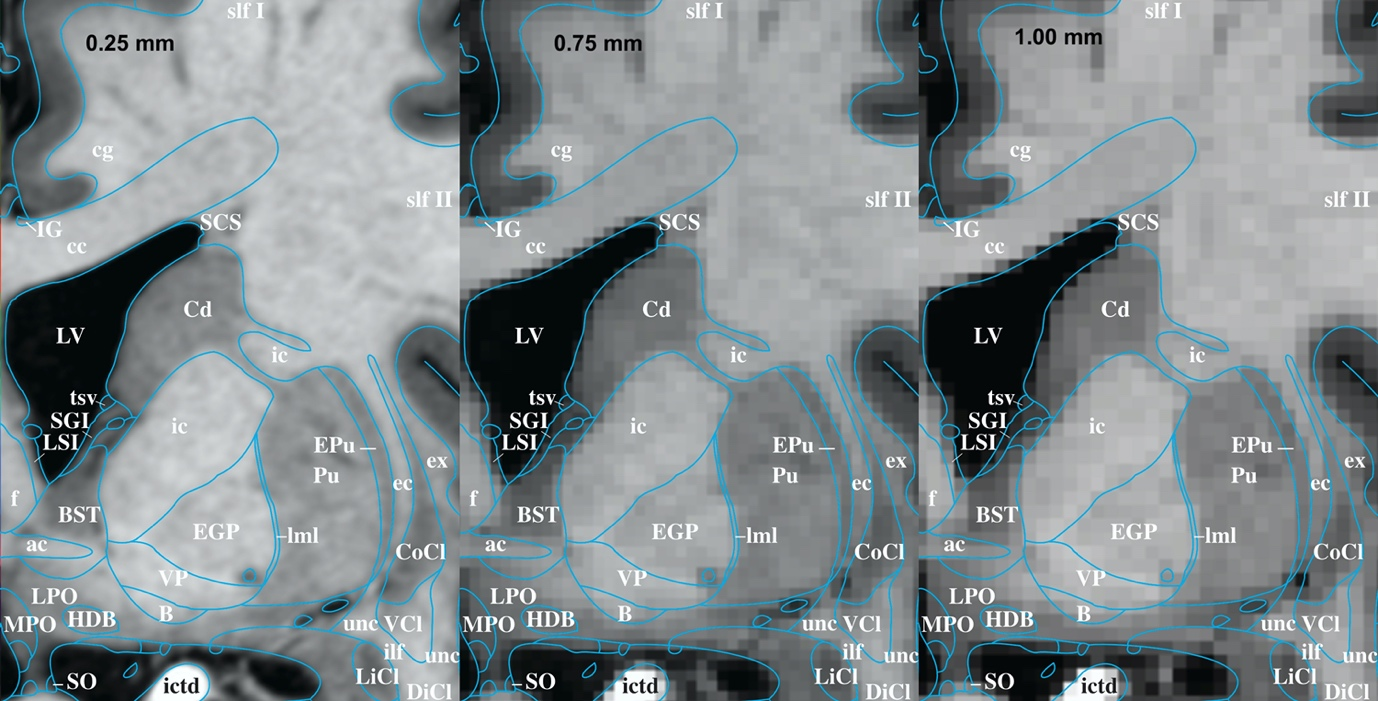 slf I
0.25 mm
cg
slf II
IG
SCS
cc
Cd
LV
ic
tsv
SGI
ic
LSI
EPu
Pu
ex
ec
f
BST
EGP
lml
ac
CoCl
VP
LPO
B
HDB
MPO
unc VCl
ilf
unc
LiCl
SO
ictd
DiCl
slf I
0.75 mm
cg
slf II
IG
SCS
cc
Cd
LV
ic
tsv
SGI
ic
LSI
EPu
Pu
ex
ec
f
BST
EGP
lml
ac
CoCl
VP
LPO
B
HDB
MPO
unc VCl
ilf
unc
LiCl
SO
ictd
DiCl
slf I
1.00 mm
cg
slf II
IG
SCS
cc
Cd
LV
ic
tsv
SGI
ic
LSI
EPu
Pu
ex
ec
f
BST
EGP
lml
ac
CoCl
VP
LPO
B
HDB
MPO
unc VCl
ilf
unc
LiCl
SO
ictd
DiCl